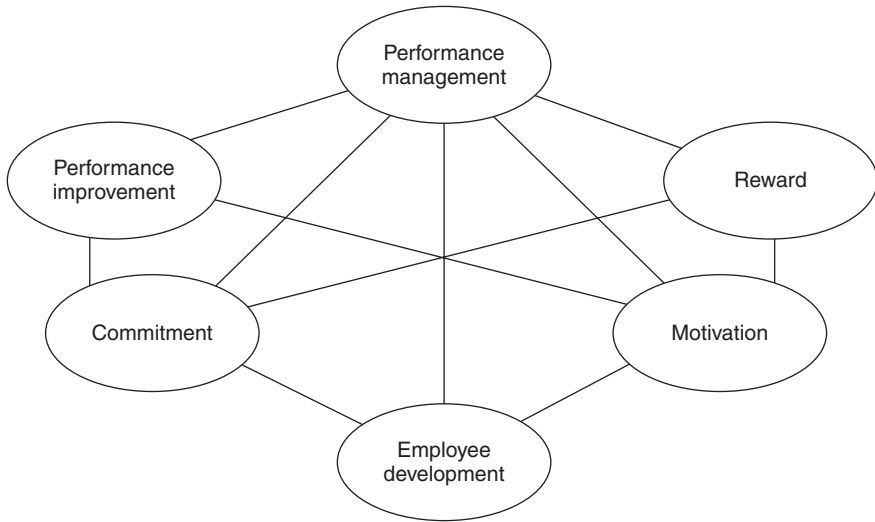 Performance
management
Performance
improvement
Reward
Commitment
Motivation
Employee
development